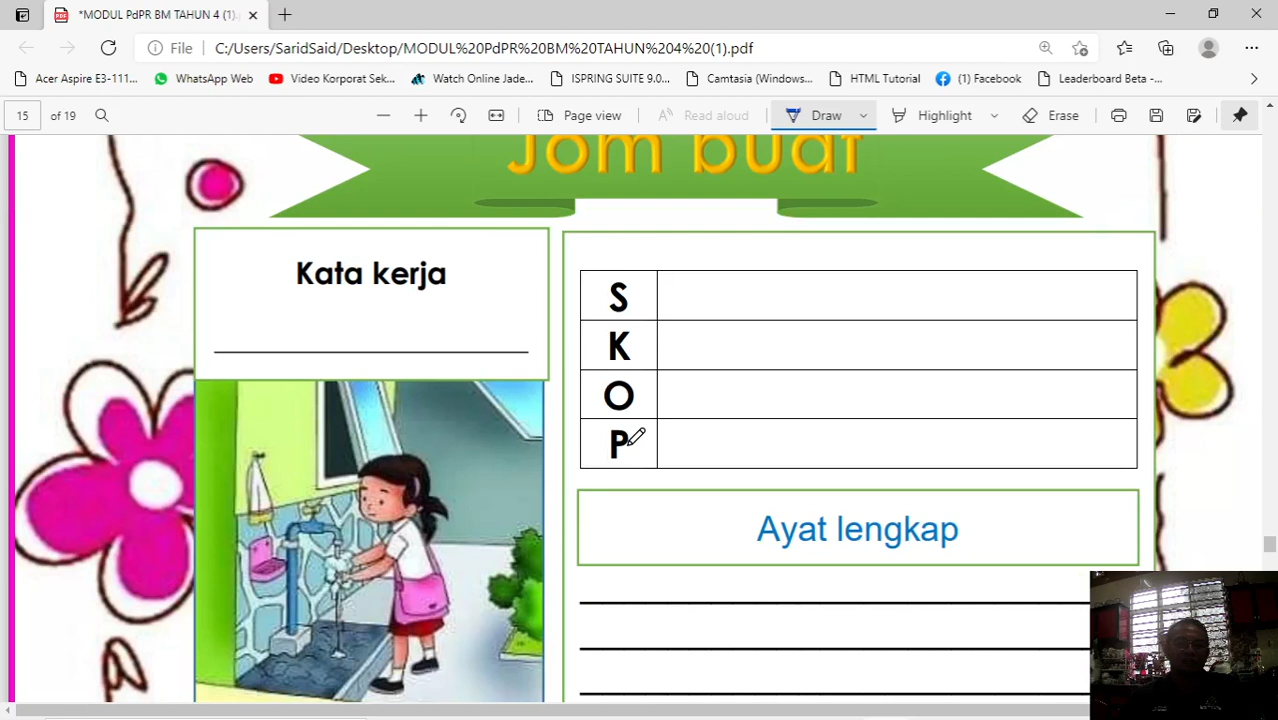 *MODUL PdPR BM TAHUN 4 (1).p
File C:/Users/SaridSaid/Desktop/MODUL%20PdPR%20BM%20TAHUN%204%20(1).pdf
Acer Aspire E3-111... WhatsApp Web Video Korporat Sek... Watch Online Jade... ISPRING SUITE 9.0... Camtasia (Windows... HTML Tutorial (1) Facebook Leaderboard Beta -...
15 of 19 Page view Read aloud Draw Highlight Erase
Jom buat
Kata kerja
S
K
O
P
Ayat lengkap